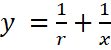 y = 1/r + 1/x